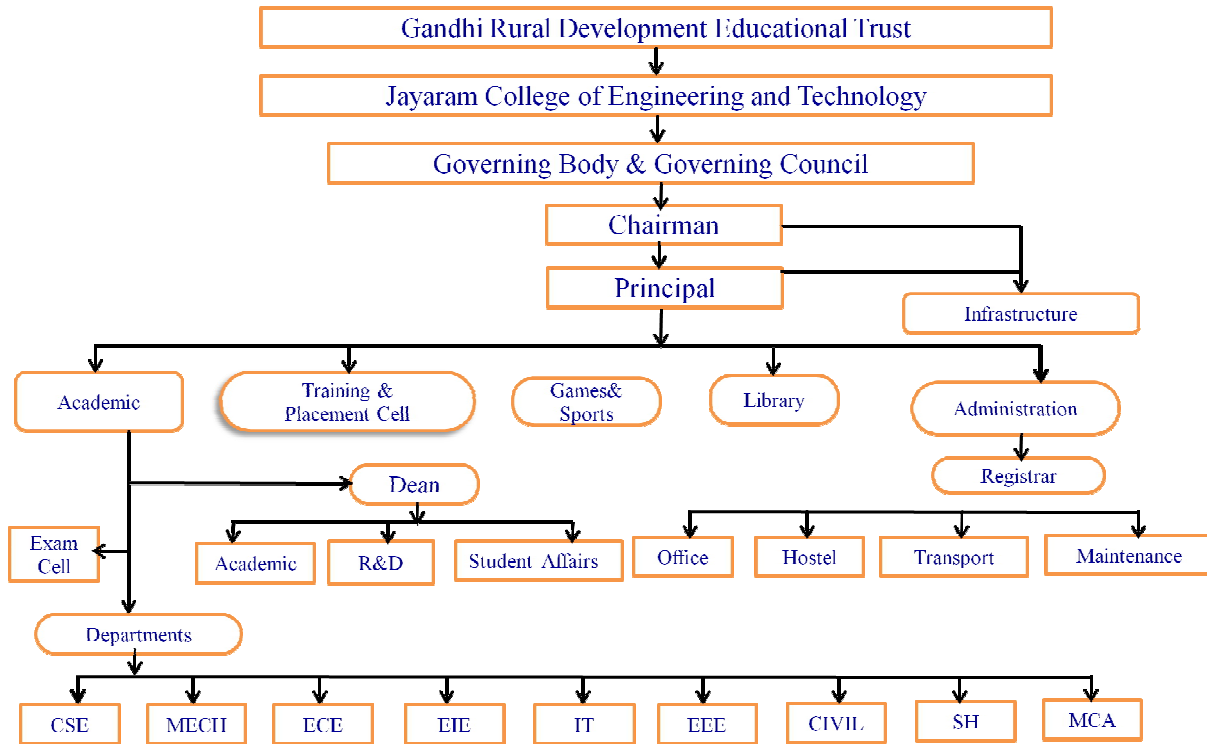 Gandhi Rural Development Educational Trust
Jayaram College of Engineering and Technology
Governing Body & Governing Council
Chairman
Principal
Infrastructure
Academic
Training &
Placement Cell
Games&
Sports
Library
Administration
Registrar
Dean
Exam
Cell
Academic
R&D
Student Affairs
Office
Hostel
Transport
Maintenance
Departments
CSE
MECH
ECE
EIE
IT
EEE
CIVIL
SH
MCA